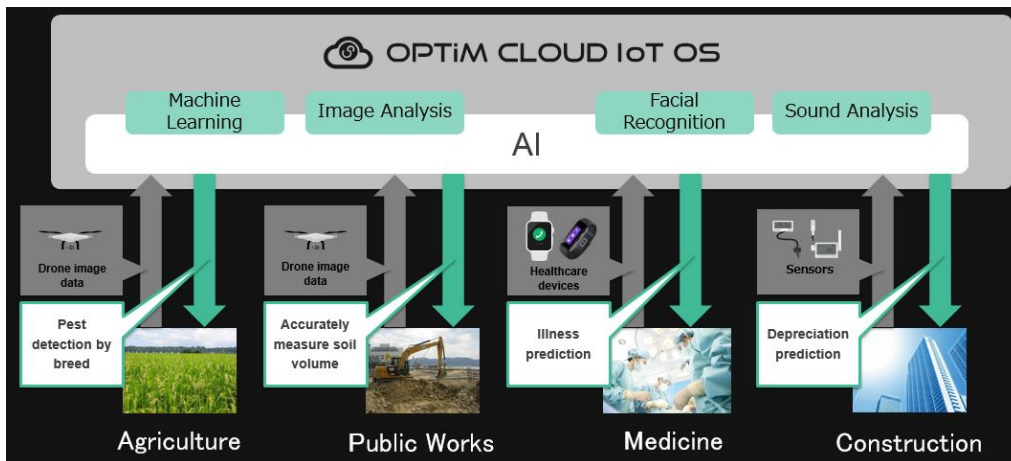 OPTiM CLOUD IoT OS
Machine
Learning
Image Analysis
Facial
Recognition
Sound Analysis
AI
Drone image
data
Drone image
data
Healthcare
devices
Sensors
Pest
detection by
breed
Accurately
measure soil
volume
Illness
prediction
Depreciation
prediction
Agriculture
Public Works
Medicine
Construction